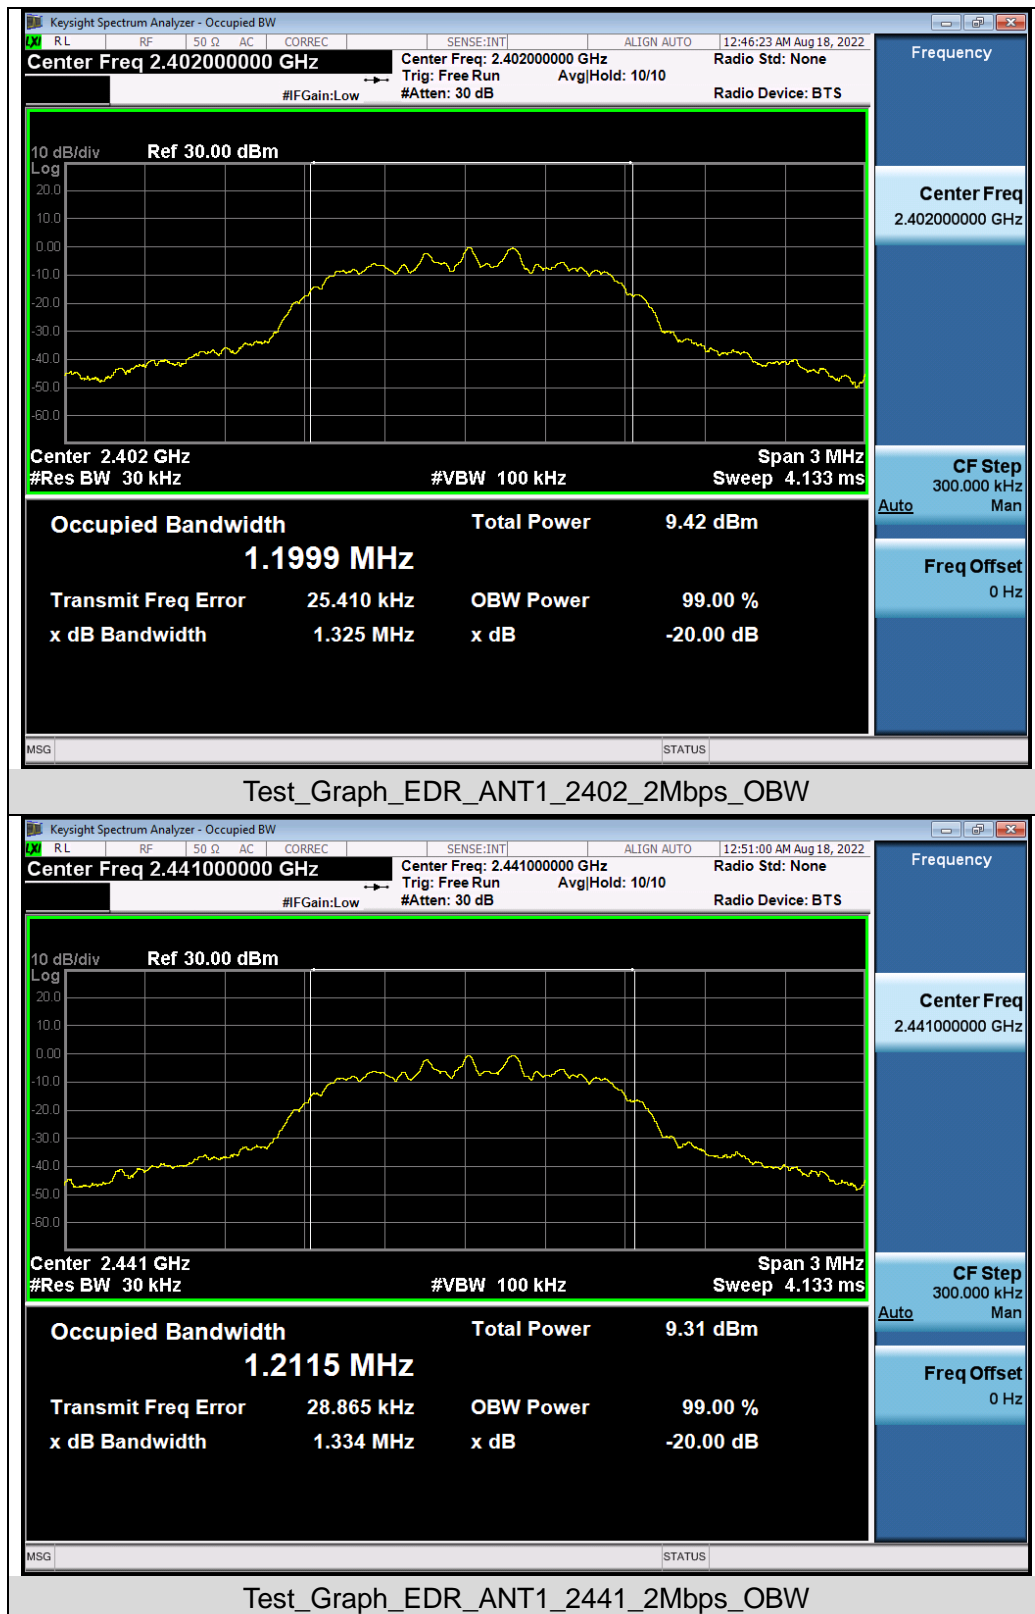 Keysight Spectrum Analyzer - Occupied BW
LXI RL RF 50 Ω AC CORREC SENSE:INT ALIGN AUTO 12:46:23 AM Aug 18, 2022
Center Freq 2.402000000 GHz Center Freq: 2.402000000 GHz Radio Std: None
Trig: Free Run Avg|Hold: 10/10
#IFGain:Low #Atten: 30 dB Radio Device: BTS
Frequency
10 dB/div Ref 30.00 dBm
Log
20.0
10.0
0.00
-10.0
-20.0
-30.0
-40.0
-50.0
-60.0
Center 2.402 GHz Span 3 MHz
#Res BW 30 kHz #VBW 100 kHz Sweep 4.133 ms
Center Freq
2.402000000 GHz
CF Step
300.000 kHz
Auto Man
Freq Offset
0 Hz
Occupied Bandwidth Total Power 9.42 dBm
1.1999 MHz
Transmit Freq Error 25.410 kHz OBW Power 99.00 %
x dB Bandwidth 1.325 MHz x dB -20.00 dB
MSG STATUS
Test_Graph_EDR_ANT1_2402_2Mbps_OBW
Keysight Spectrum Analyzer - Occupied BW
LXI RL RF 50 Ω AC CORREC SENSE:INT ALIGN AUTO 12:51:00 AM Aug 18, 2022
Center Freq 2.441000000 GHz Center Freq: 2.441000000 GHz Radio Std: None
Trig: Free Run Avg|Hold: 10/10
#IFGain:Low #Atten: 30 dB Radio Device: BTS
Frequency
10 dB/div Ref 30.00 dBm
Log
20.0
10.0
0.00
-10.0
-20.0
-30.0
-40.0
-50.0
-60.0
Center 2.441 GHz Span 3 MHz
#Res BW 30 kHz #VBW 100 kHz Sweep 4.133 ms
Center Freq
2.441000000 GHz
CF Step
300.000 kHz
Auto Man
Freq Offset
0 Hz
Occupied Bandwidth Total Power 9.31 dBm
1.2115 MHz
Transmit Freq Error 28.865 kHz OBW Power 99.00 %
x dB Bandwidth 1.334 MHz x dB -20.00 dB
MSG STATUS
Test_Graph_EDR_ANT1_2441_2Mbps_OBW